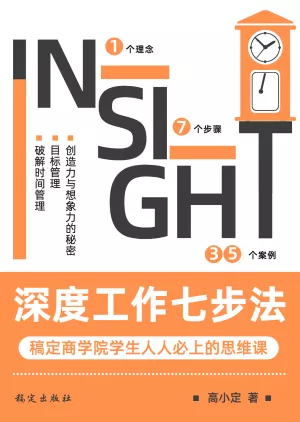 1个理念
IN
SI
7个步骤
GHT
35个案例
创造力与想象力的秘密
目标管理
破解时间管理
深度工作七步法
稿定商学院学生人人必上的思维课
稿定出版社
高小定 著